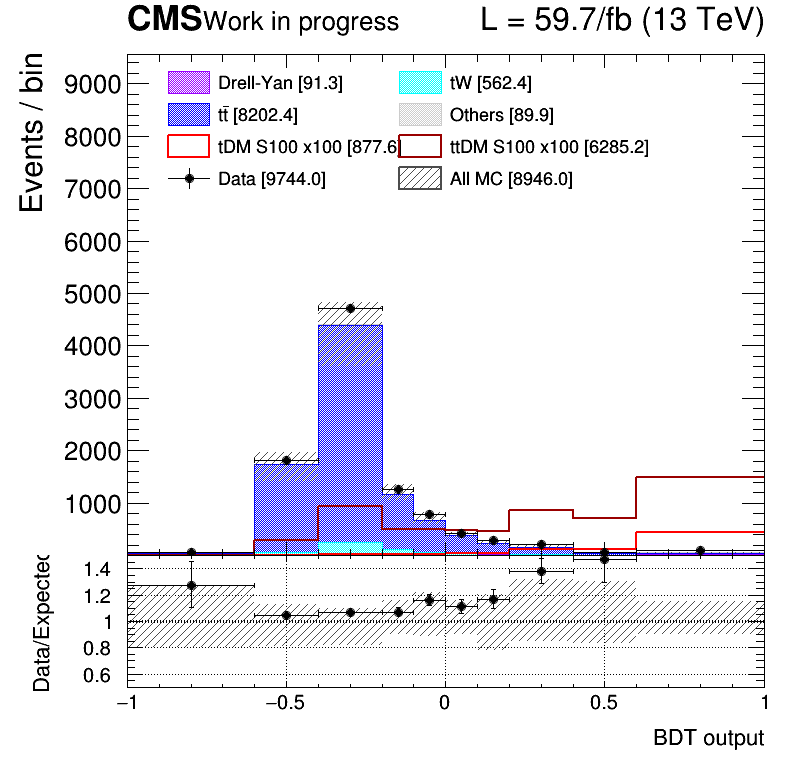 CMS Work in progress L = 59.7/fb (13 TeV)
Events / bin
9000
8000
7000
6000
5000
4000
3000
2000
1000
Drell-Yan [91.3] tW [562.4]
tt̄ [8202.4] Others [89.9]
tDM S100 x100 [877.6] ttDM S100 x100 [6285.2]
Data [9744.0] All MC [8946.0]
Data/Expected
1.4
1.2
1
0.8
0.6
−1 −0.5 0 0.5 1
BDT output